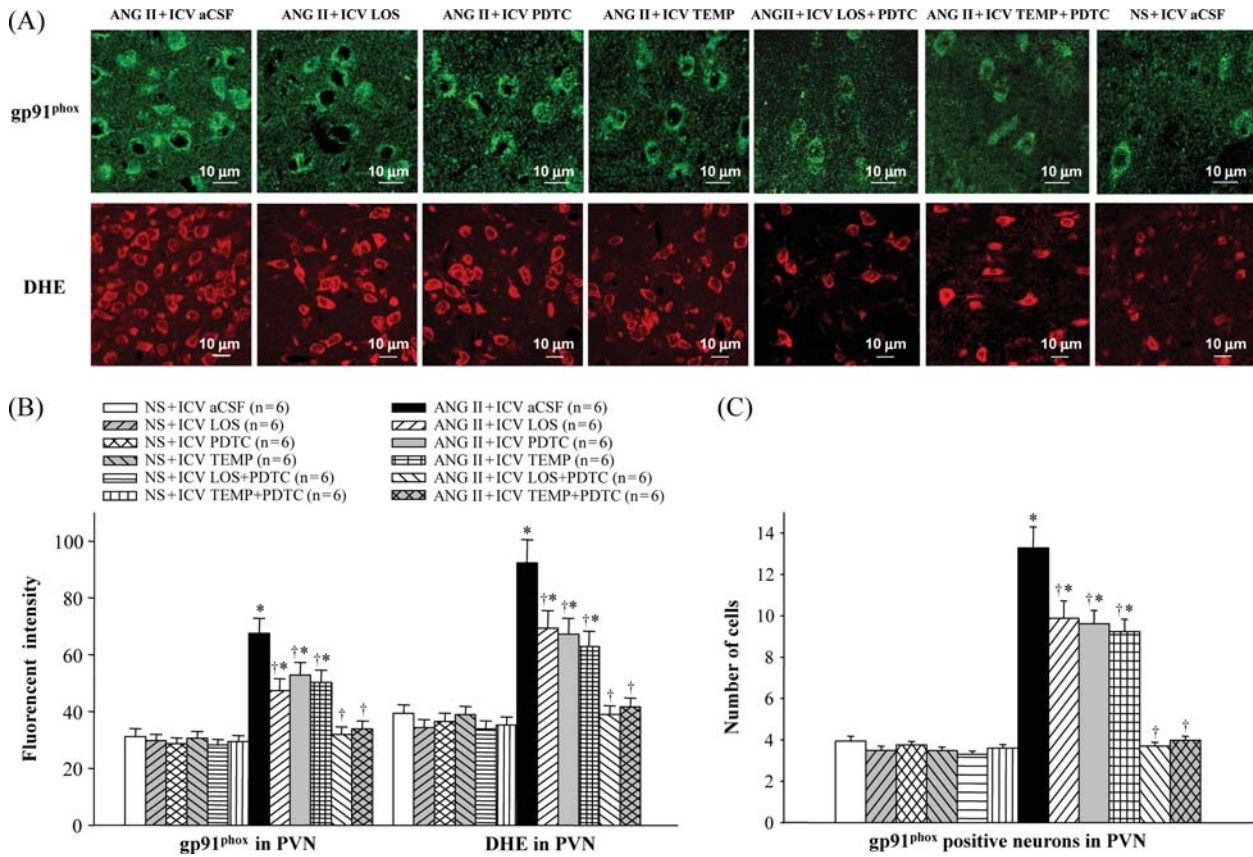 (A)
ANG II+ICV aCSF ANG II+ICV LOS ANG II+ICV PDTC ANG II+ICV TEMP ANGII+ICV LOS+PDTC ANG II+ICV TEMP+PDTC NS+ICV aCSF
gp91phox
10 µm 10 µm 10 µm 10 µm 10 µm 10 µm 10 µm
DHE
10 µm 10 µm 10 µm 10 µm 10 µm 10 µm 10 µm
(B)
NS+ICV aCSF (n=6)
NS+ICV LOS (n=6)
NS+ICV PDTC (n=6)
NS+ICV TEMP (n=6)
NS+ICV LOS+PDTC (n=6)
NS+ICV TEMP+PDTC (n=6)
ANG II+ICV aCSF (n=6)
ANG II+ICV LOS (n=6)
ANG II+ICV PDTC (n=6)
ANG II+ICV TEMP (n=6)
ANG II+ICV LOS+PDTC (n=6)
ANG II+ICV TEMP+PDTC (n=6)
Fluorencent intensity
100
80
60
40
20
0
* †* †* †* † †
* †* †* †* † †
gp91phox in PVN DHE in PVN
(C)
Number of cells
14
12
10
8
6
4
2
0
* †* †* †* † †
gp91phox positive neurons in PVN